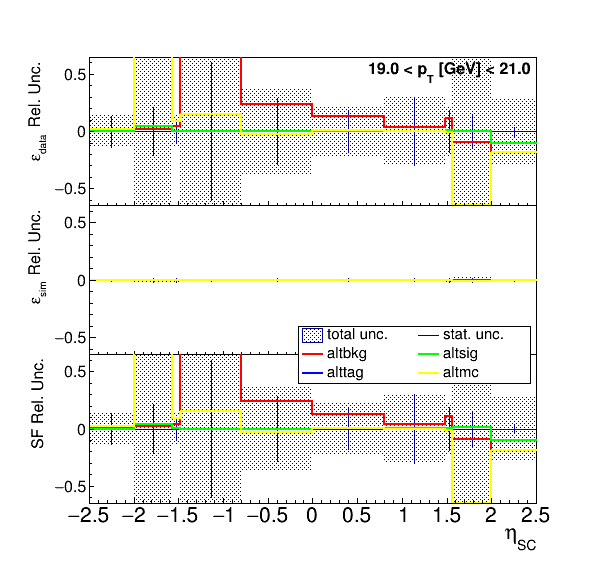 19.0 < p_T [GeV] < 21.0
ε_data Rel. Unc.
0.5
0
−0.5
ε_sim Rel. Unc.
0.5
0
−0.5
total unc. stat. unc.
altbkg altsig
alttag altmc
SF Rel. Unc.
0.5
0
−0.5
−2.5 −2 −1.5 −1 −0.5 0 0.5 1 1.5 2 2.5
η_SC